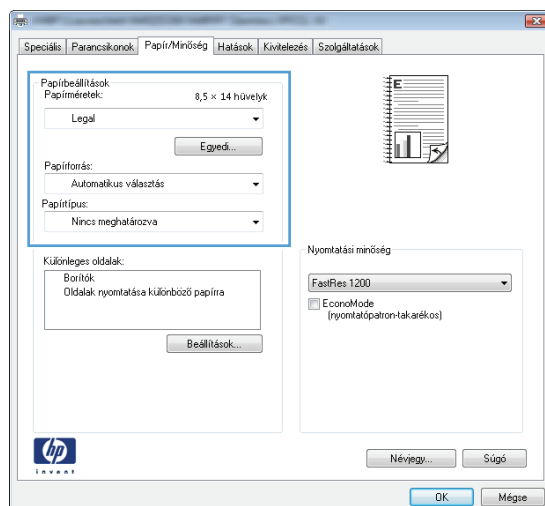 Speciális Parancsikonok Papír/Minőség Hatások Kivitelezés Szolgáltatások
Papírbeállítások
Papírméretek: 8,5 × 14 hüvelyk
Legal
Egyedi...
Papírforrás:
Automatikus választás
Papírtípus:
Nincs meghatározva
Különleges oldalak:
Borítók
Oldalak nyomtatása különböző papírra
Beállítások...
E
Nyomtatási minőség
FastRes 1200
EconoMode
(nyomtatópatron-takarékos)
hp
invent
Névjegy... Súgó
OK Mégse